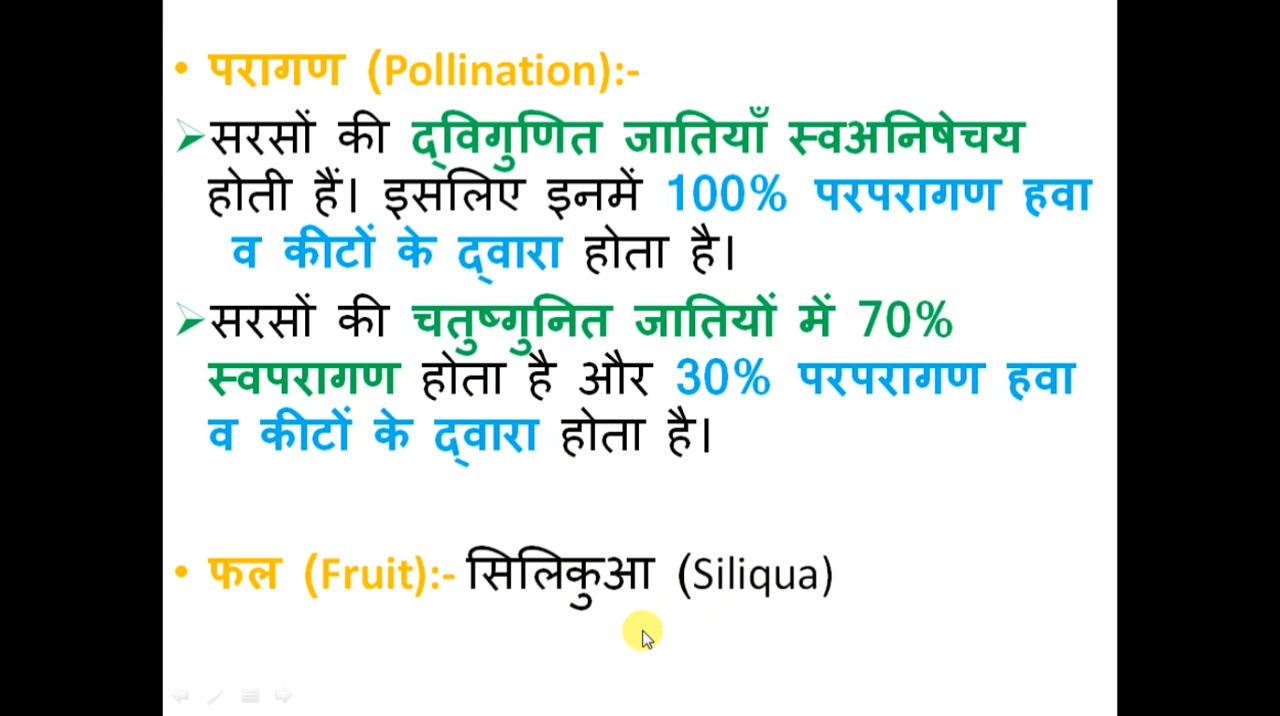 • परागण (Pollination):-
➢सरसों की द्विगुणित जातियाँ स्वअनिषेचय
होती हैं। इसलिए इनमें 100% परपरागण हवा
व कीटों के द्वारा होता है।
➢सरसों की चतुष्गुनित जातियों में 70%
स्वपरागण होता है और 30% परपरागण हवा
व कीटों के द्वारा होता है।
• फल (Fruit):- सिलिकुआ (Siliqua)